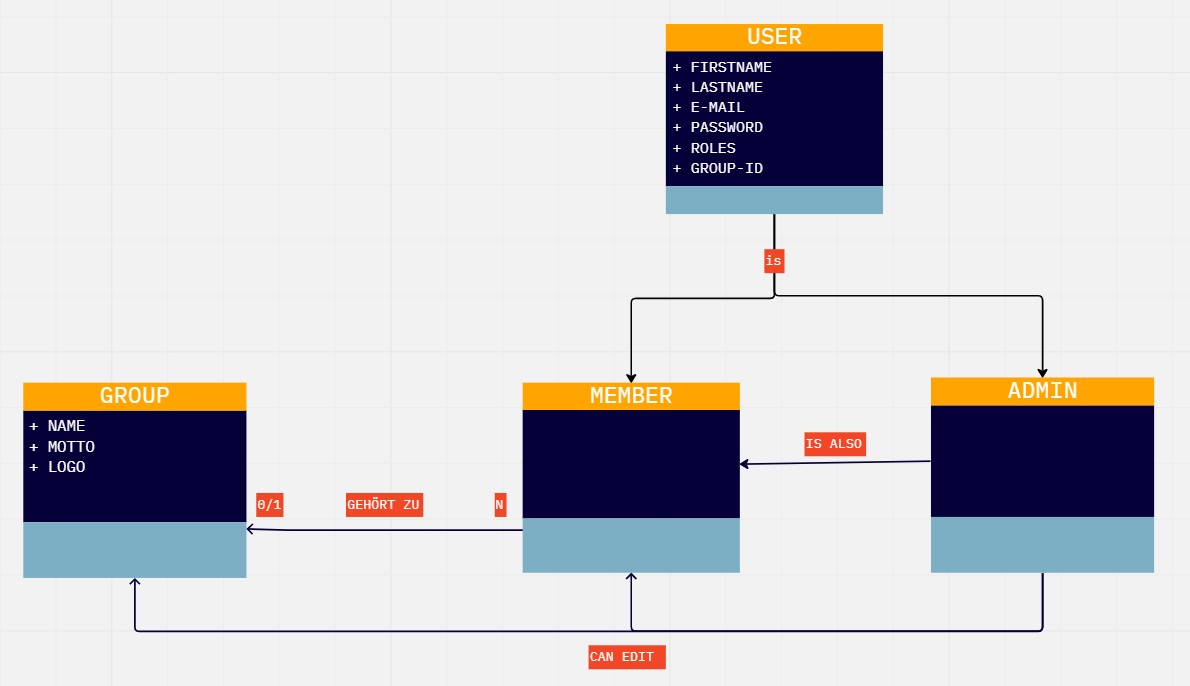 USER
+ FIRSTNAME
+ LASTNAME
+ E-MAIL
+ PASSWORD
+ ROLES
+ GROUP-ID
is
GROUP
+ NAME
+ MOTTO
+ LOGO
MEMBER
ADMIN
IS ALSO
0/1
GEHÖRT ZU
N
CAN EDIT